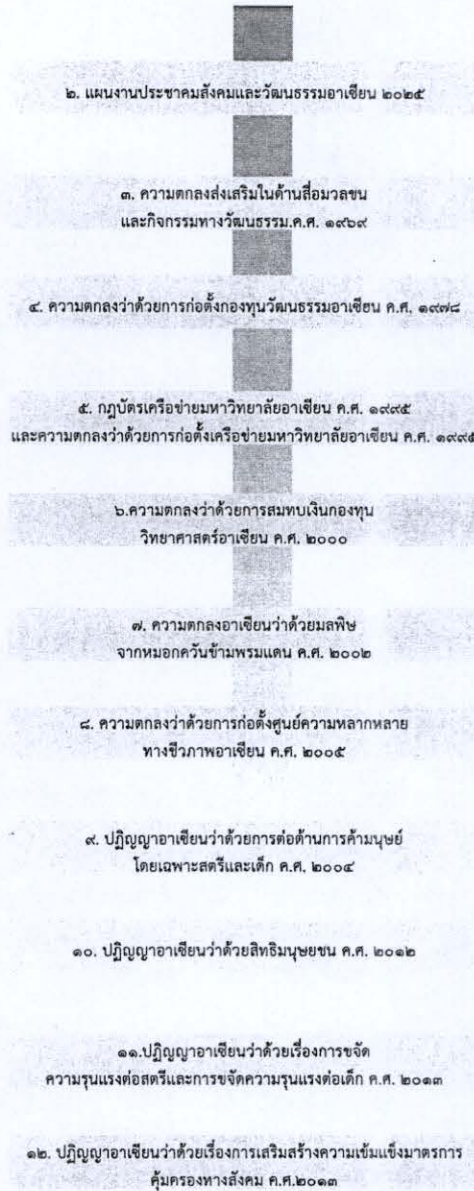 ๒. แผนงานประชาคมสังคมและวัฒนธรรมอาเซียน ๒๐๒๕
๓. ความตกลงส่งเสริมในด้านสื่อมวลชน
และกิจกรรมทางวัฒนธรรม.ค.ศ. ๑๙๖๙
๔. ความตกลงว่าด้วยการก่อตั้งกองทุนวัฒนธรรมอาเซียน ค.ศ. ๑๙๗๘
๕. กฎบัตรเครือข่ายมหาวิทยาลัยอาเซียน ค.ศ. ๑๙๙๕
และความตกลงว่าด้วยการก่อตั้งเครือข่ายมหาวิทยาลัยอาเซียน ค.ศ. ๑๙๙๕
๖.ความตกลงว่าด้วยการสมทบเงินกองทุน
วิทยาศาสตร์อาเซียน ค.ศ. ๒๐๐๐
๗. ความตกลงอาเซียนว่าด้วยมลพิษ
จากหมอกควันข้ามพรมแดน ค.ศ. ๒๐๐๒
๘. ความตกลงว่าด้วยการก่อตั้งศูนย์ความหลากหลาย
ทางชีวภาพอาเซียน ค.ศ. ๒๐๐๕
๙. ปฏิญญาอาเซียนว่าด้วยการต่อต้านการค้ามนุษย์
โดยเฉพาะสตรีและเด็ก ค.ศ. ๒๐๐๔
๑๐. ปฏิญญาอาเซียนว่าด้วยสิทธิมนุษยชน ค.ศ. ๒๐๑๒
๑๑.ปฏิญญาอาเซียนว่าด้วยเรื่องการขจัด
ความรุนแรงต่อสตรีและการขจัดความรุนแรงต่อเด็ก ค.ศ. ๒๐๑๓
๑๒. ปฏิญญาอาเซียนว่าด้วยเรื่องการเสริมสร้างความเข้มแข็งมาตรการ
คุ้มครองทางสังคม ค.ศ.๒๐๑๓